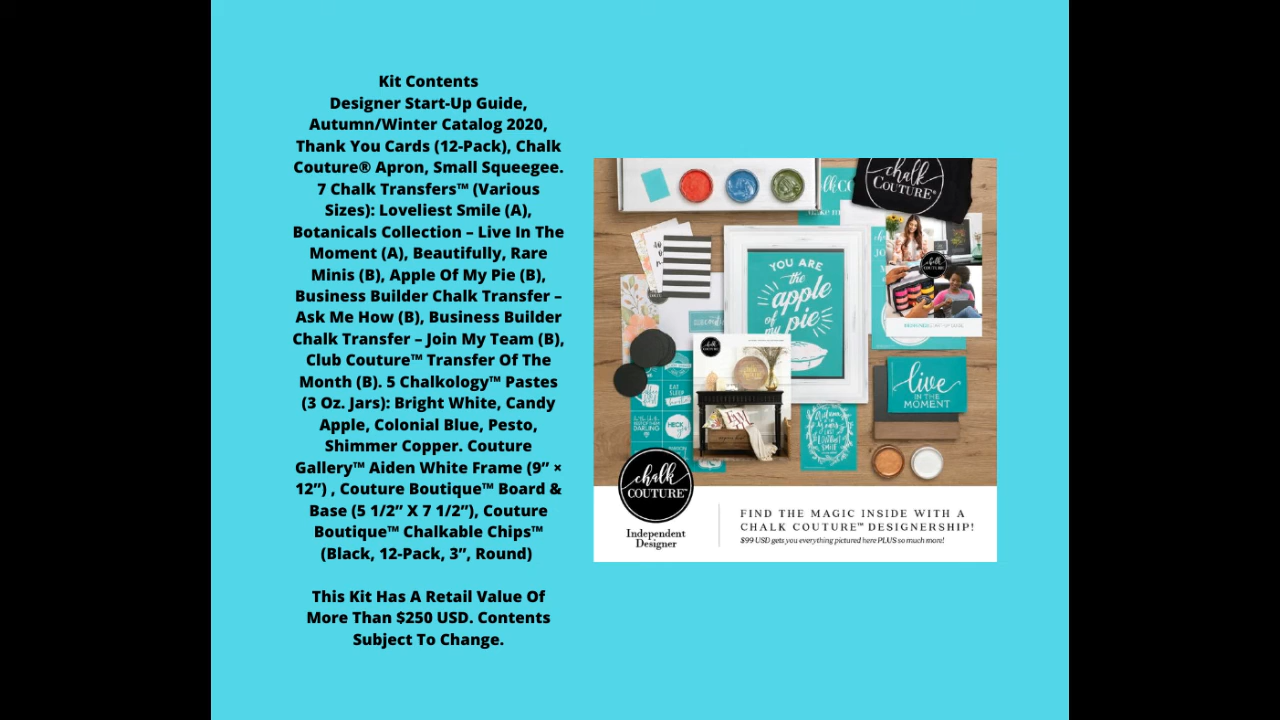 Kit Contents
Designer Start-Up Guide,
Autumn/Winter Catalog 2020,
Thank You Cards (12-Pack), Chalk
Couture® Apron, Small Squeegee.
7 Chalk Transfers™ (Various
Sizes): Loveliest Smile (A),
Botanicals Collection – Live In The
Moment (A), Beautifully, Rare
Minis (B), Apple Of My Pie (B),
Business Builder Chalk Transfer –
Ask Me How (B), Business Builder
Chalk Transfer – Join My Team (B),
Club Couture™ Transfer Of The
Month (B). 5 Chalkology™ Pastes
(3 Oz. Jars): Bright White, Candy
Apple, Colonial Blue, Pesto,
Shimmer Copper. Couture
Gallery™ Aiden White Frame (9” ×
12”) , Couture Boutique™ Board &
Base (5 1/2” X 7 1/2”), Couture
Boutique™ Chalkable Chips™
(Black, 12-Pack, 3”, Round)
This Kit Has A Retail Value Of
More Than $250 USD. Contents
Subject To Change.
chalk
COUTURE®
YOU ARE
the
apple
of
my pie
live
IN THE
MOMENT
EAT
SLEEP
DARLING
HECK
chalk
COUTURE™
Independent
Designer
FIND THE MAGIC INSIDE WITH A
CHALK COUTURE™ DESIGNERSHIP!
$99 USD gets you everything pictured here PLUS so much more!